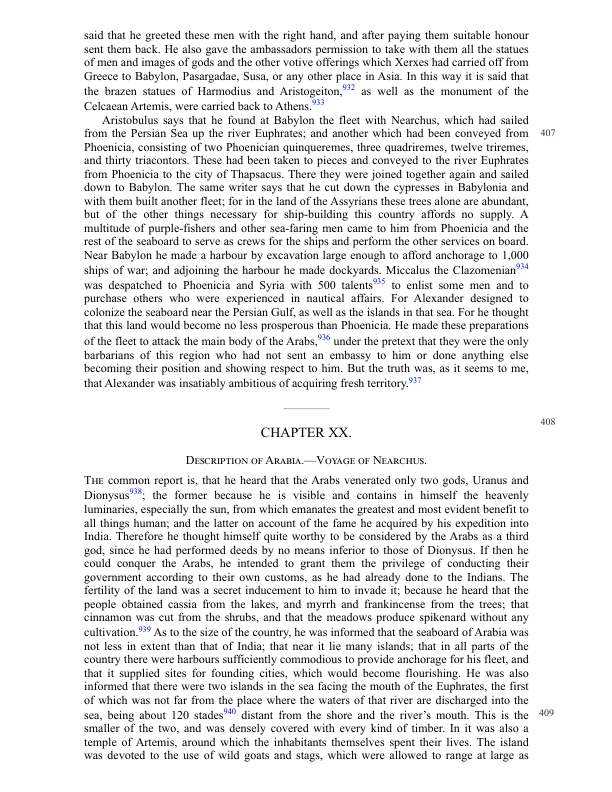 said that he greeted these men with the right hand, and after paying them suitable honour
sent them back. He also gave the ambassadors permission to take with them all the statues
of men and images of gods and the other votive offerings which Xerxes had carried off from
Greece to Babylon, Pasargadae, Susa, or any other place in Asia. In this way it is said that
the brazen statues of Harmodius and Aristogeiton,932 as well as the monument of the
Celcaean Artemis, were carried back to Athens.933
Aristobulus says that he found at Babylon the fleet with Nearchus, which had sailed
from the Persian Sea up the river Euphrates; and another which had been conveyed from 407
Phoenicia, consisting of two Phoenician quinqueremes, three quadriremes, twelve triremes,
and thirty triacontors. These had been taken to pieces and conveyed to the river Euphrates
from Phoenicia to the city of Thapsacus. There they were joined together again and sailed
down to Babylon. The same writer says that he cut down the cypresses in Babylonia and
with them built another fleet; for in the land of the Assyrians these trees alone are abundant,
but of the other things necessary for ship-building this country affords no supply. A
multitude of purple-fishers and other sea-faring men came to him from Phoenicia and the
rest of the seaboard to serve as crews for the ships and perform the other services on board.
Near Babylon he made a harbour by excavation large enough to afford anchorage to 1,000
ships of war; and adjoining the harbour he made dockyards. Miccalus the Clazomenian934
was despatched to Phoenicia and Syria with 500 talents935 to enlist some men and to
purchase others who were experienced in nautical affairs. For Alexander designed to
colonize the seaboard near the Persian Gulf, as well as the islands in that sea. For he thought
that this land would become no less prosperous than Phoenicia. He made these preparations
of the fleet to attack the main body of the Arabs,936 under the pretext that they were the only
barbarians of this region who had not sent an embassy to him or done anything else
becoming their position and showing respect to him. But the truth was, as it seems to me,
that Alexander was insatiably ambitious of acquiring fresh territory.937
408
CHAPTER XX.
Description of Arabia.—Voyage of Nearchus.
The common report is, that he heard that the Arabs venerated only two gods, Uranus and
Dionysus938; the former because he is visible and contains in himself the heavenly
luminaries, especially the sun, from which emanates the greatest and most evident benefit to
all things human; and the latter on account of the fame he acquired by his expedition into
India. Therefore he thought himself quite worthy to be considered by the Arabs as a third
god, since he had performed deeds by no means inferior to those of Dionysus. If then he
could conquer the Arabs, he intended to grant them the privilege of conducting their
government according to their own customs, as he had already done to the Indians. The
fertility of the land was a secret inducement to him to invade it; because he heard that the
people obtained cassia from the lakes, and myrrh and frankincense from the trees; that
cinnamon was cut from the shrubs, and that the meadows produce spikenard without any
cultivation.939 As to the size of the country, he was informed that the seaboard of Arabia was
not less in extent than that of India; that near it lie many islands; that in all parts of the
country there were harbours sufficiently commodious to provide anchorage for his fleet, and
that it supplied sites for founding cities, which would become flourishing. He was also
informed that there were two islands in the sea facing the mouth of the Euphrates, the first
of which was not far from the place where the waters of that river are discharged into the
sea, being about 120 stades940 distant from the shore and the river’s mouth. This is the 409
smaller of the two, and was densely covered with every kind of timber. In it was also a
temple of Artemis, around which the inhabitants themselves spent their lives. The island
was devoted to the use of wild goats and stags, which were allowed to range at large as